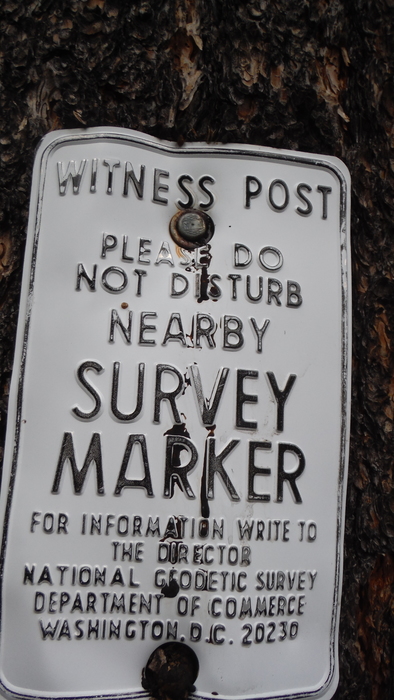 WITNESS POST
PLEASE DO
NOT DISTURB
NEARBY
SURVEY
MARKER
FOR INFORMATION WRITE TO
THE DIRECTOR
NATIONAL GEODETIC SURVEY
DEPARTMENT OF COMMERCE
WASHINGTON, D.C. 20230